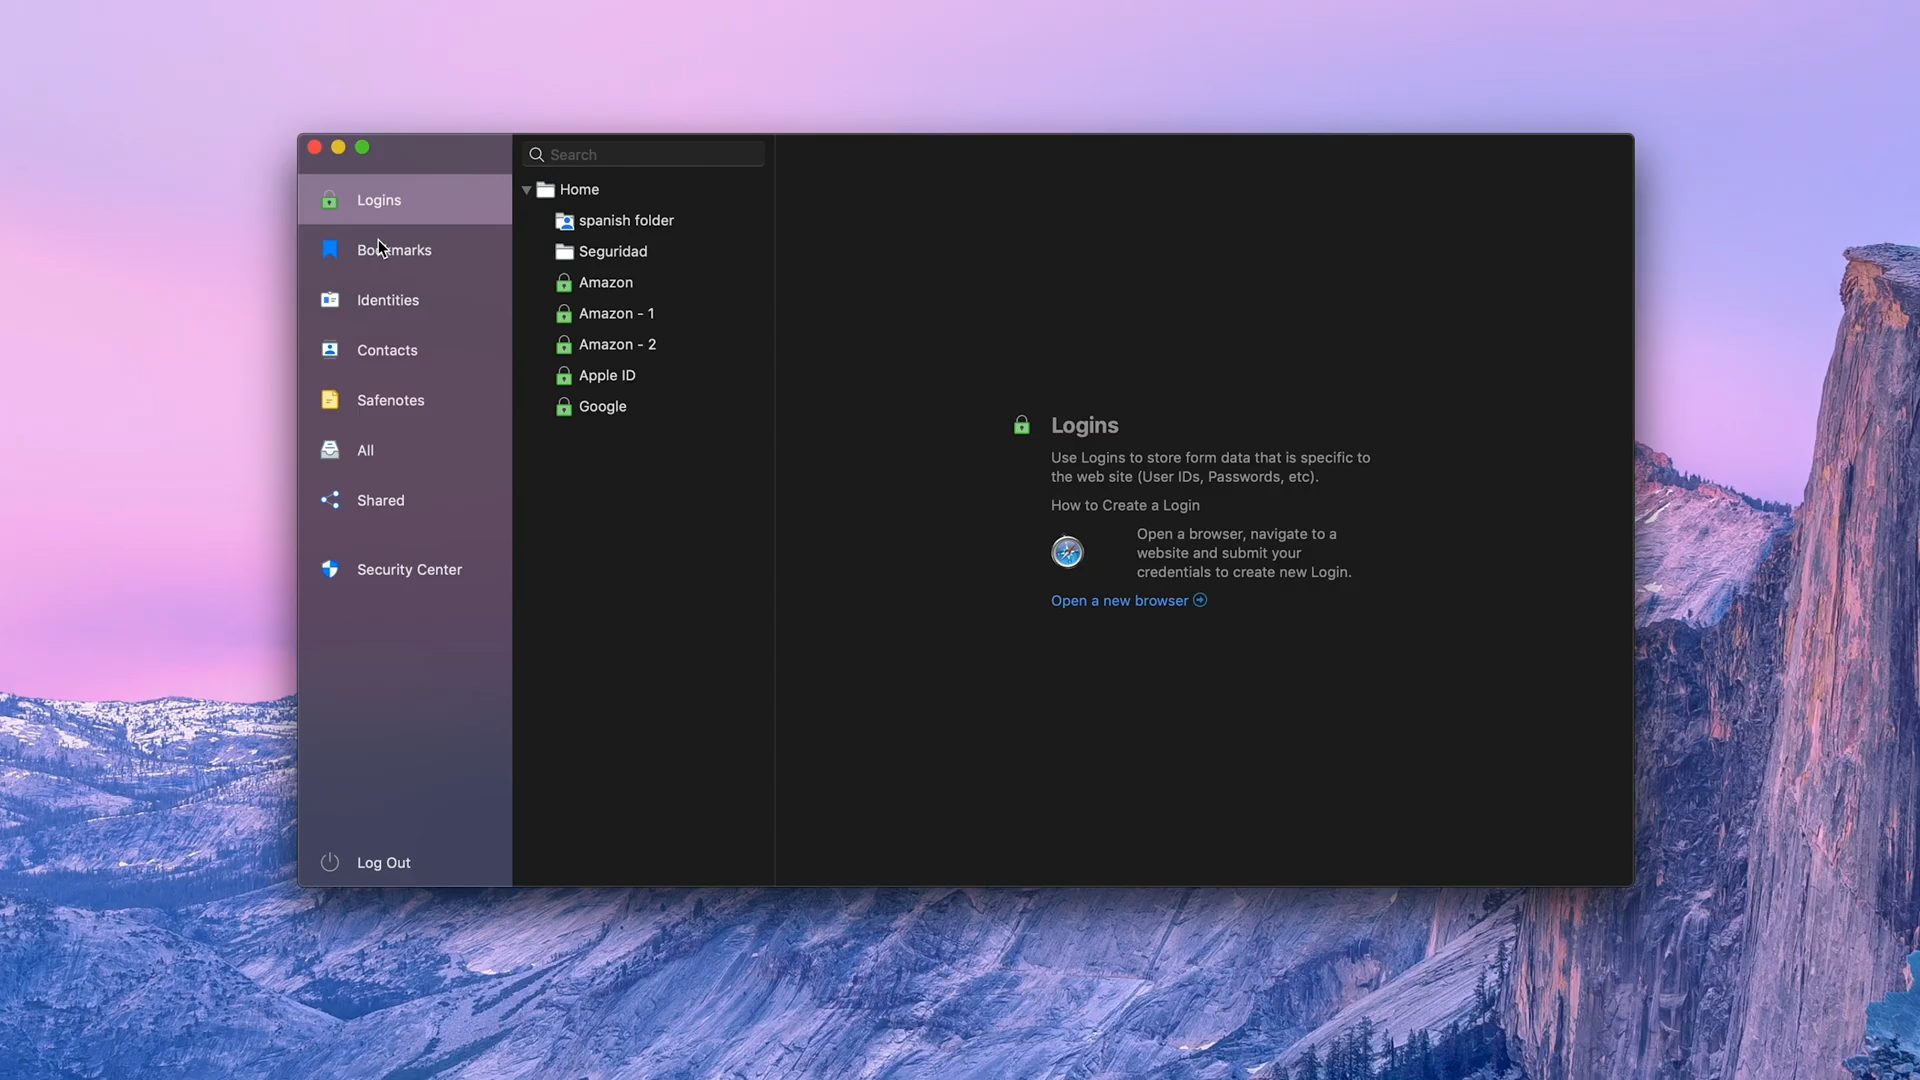 Logins
Bookmarks
Identities
Contacts
Safenotes
All
Shared
Security Center
Log Out
Search
Home
spanish folder
Seguridad
Amazon
Amazon - 1
Amazon - 2
Apple ID
Google
Logins
Use Logins to store form data that is specific to
the web site (User IDs, Passwords, etc).
How to Create a Login
Open a browser, navigate to a
website and submit your
credentials to create new Login.
Open a new browser